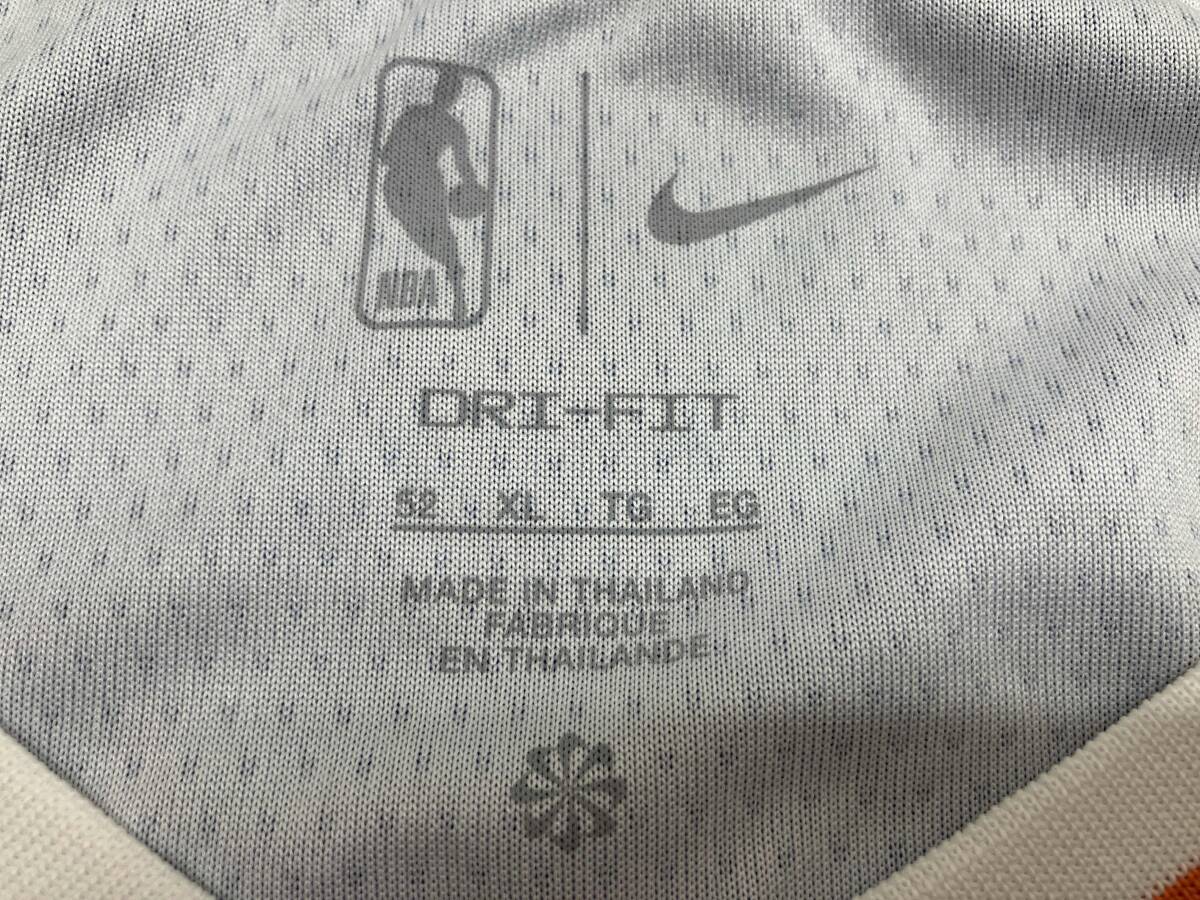 NBA
DRI-FIT
52 XL TG EG
MADE IN THAILAND
FABRIQUE
EN THAILANDE